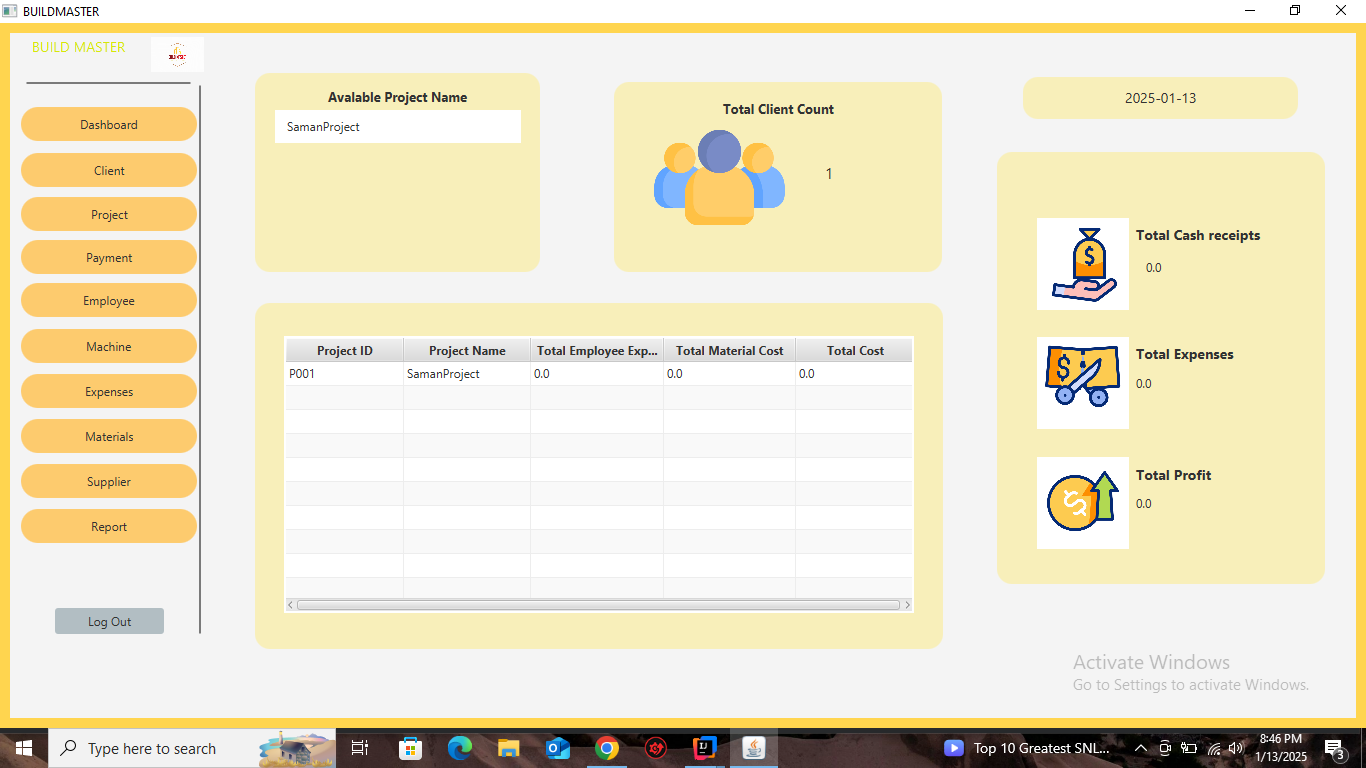 BUILDMASTER
BUILD MASTER
Dashboard
Client
Project
Payment
Employee
Machine
Expenses
Materials
Supplier
Report
Log Out
Avalable Project Name
SamanProject
Total Client Count
1
2025-01-13
Total Cash receipts
0.0
Total Expenses
0.0
Total Profit
0.0
Project ID Project Name Total Employee Exp... Total Material Cost Total Cost
P001 SamanProject 0.0 0.0 0.0
Activate Windows
Go to Settings to activate Windows.
Type here to search
Top 10 Greatest SNL...
8:46 PM
1/13/2025
3